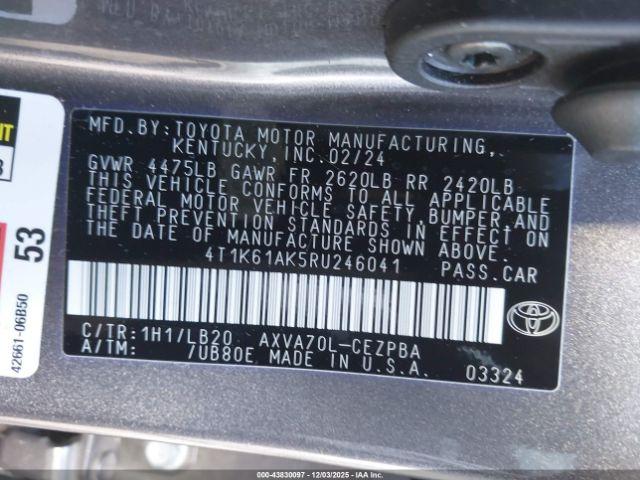 MFD.BY:TOYOTA MOTOR MANUFACTURING,
KENTUCKY,INC.02/24
GVWR 4475LB GAWR FR 2620LB RR 2420LB
THIS VEHICLE CONFORMS TO ALL APPLICABLE
FEDERAL MOTOR VEHICLE SAFETY, BUMPER AND
THEFT PREVENTION STANDARDS IN EFFECT ON
THE DATE OF MANUFACTURE SHOWN ABOVE.
4T1K61AK5RU246041 PASS.CAR
C/TR:1H1/LB20 AXVA70L-CEZPBA
A/TM: 7UB80E MADE IN U.S.A. 03324
53
42661-06B50
000-43830097 - 12/03/2025 - IAAI.COM